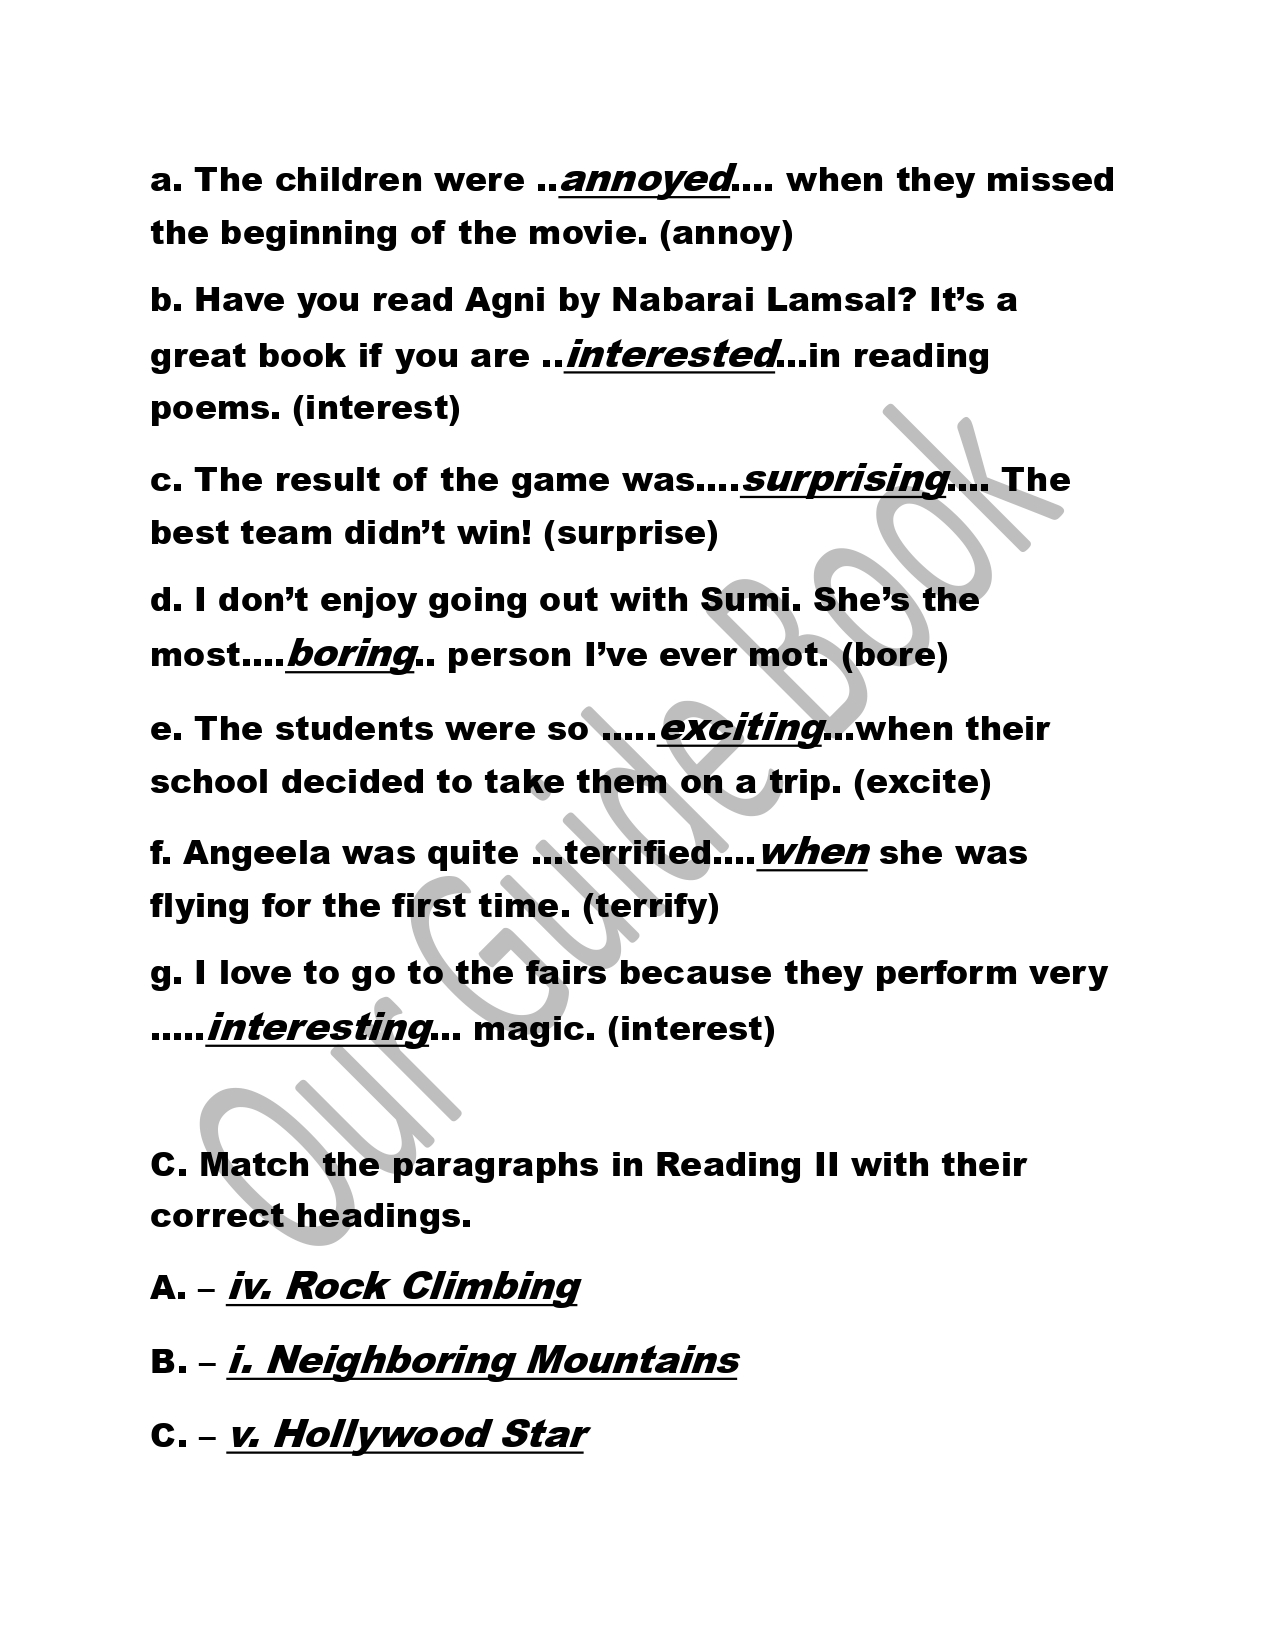 a. The children were ..annoyed.... when they missed
the beginning of the movie. (annoy)
b. Have you read Agni by Nabarai Lamsal? It’s a
great book if you are ..interested...in reading
poems. (interest)
c. The result of the game was....surprising.... The
best team didn’t win! (surprise)
d. I don’t enjoy going out with Sumi. She’s the
most....boring.. person I’ve ever mot. (bore)
e. The students were so .....exciting...when their
school decided to take them on a trip. (excite)
f. Angeela was quite ...terrified....when she was
flying for the first time. (terrify)
g. I love to go to the fairs because they perform very
.....interesting... magic. (interest)
C. Match the paragraphs in Reading II with their
correct headings.
A. – iv. Rock Climbing
B. – i. Neighboring Mountains
C. – v. Hollywood Star
Our Guide Book